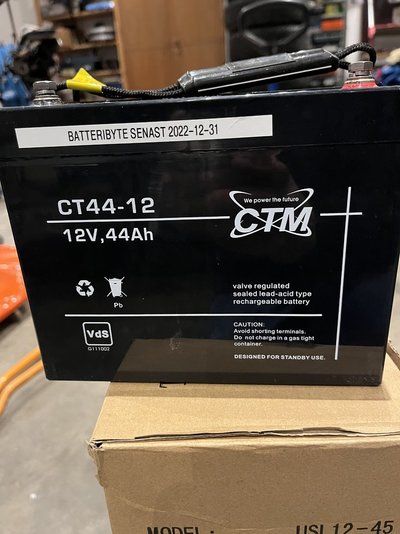 BATTERIBYTE SENAST 2022-12-31
CT44-12
12V,44Ah
We power the future
CTM
Pb
valve regulated
sealed lead-acid type
rechargeable battery
VdS
G111002
CAUTION:
Avoid shorting terminals.
Do not charge in a gas tight
container.
DESIGNED FOR STANDBY USE.
MODEL: USL12-45